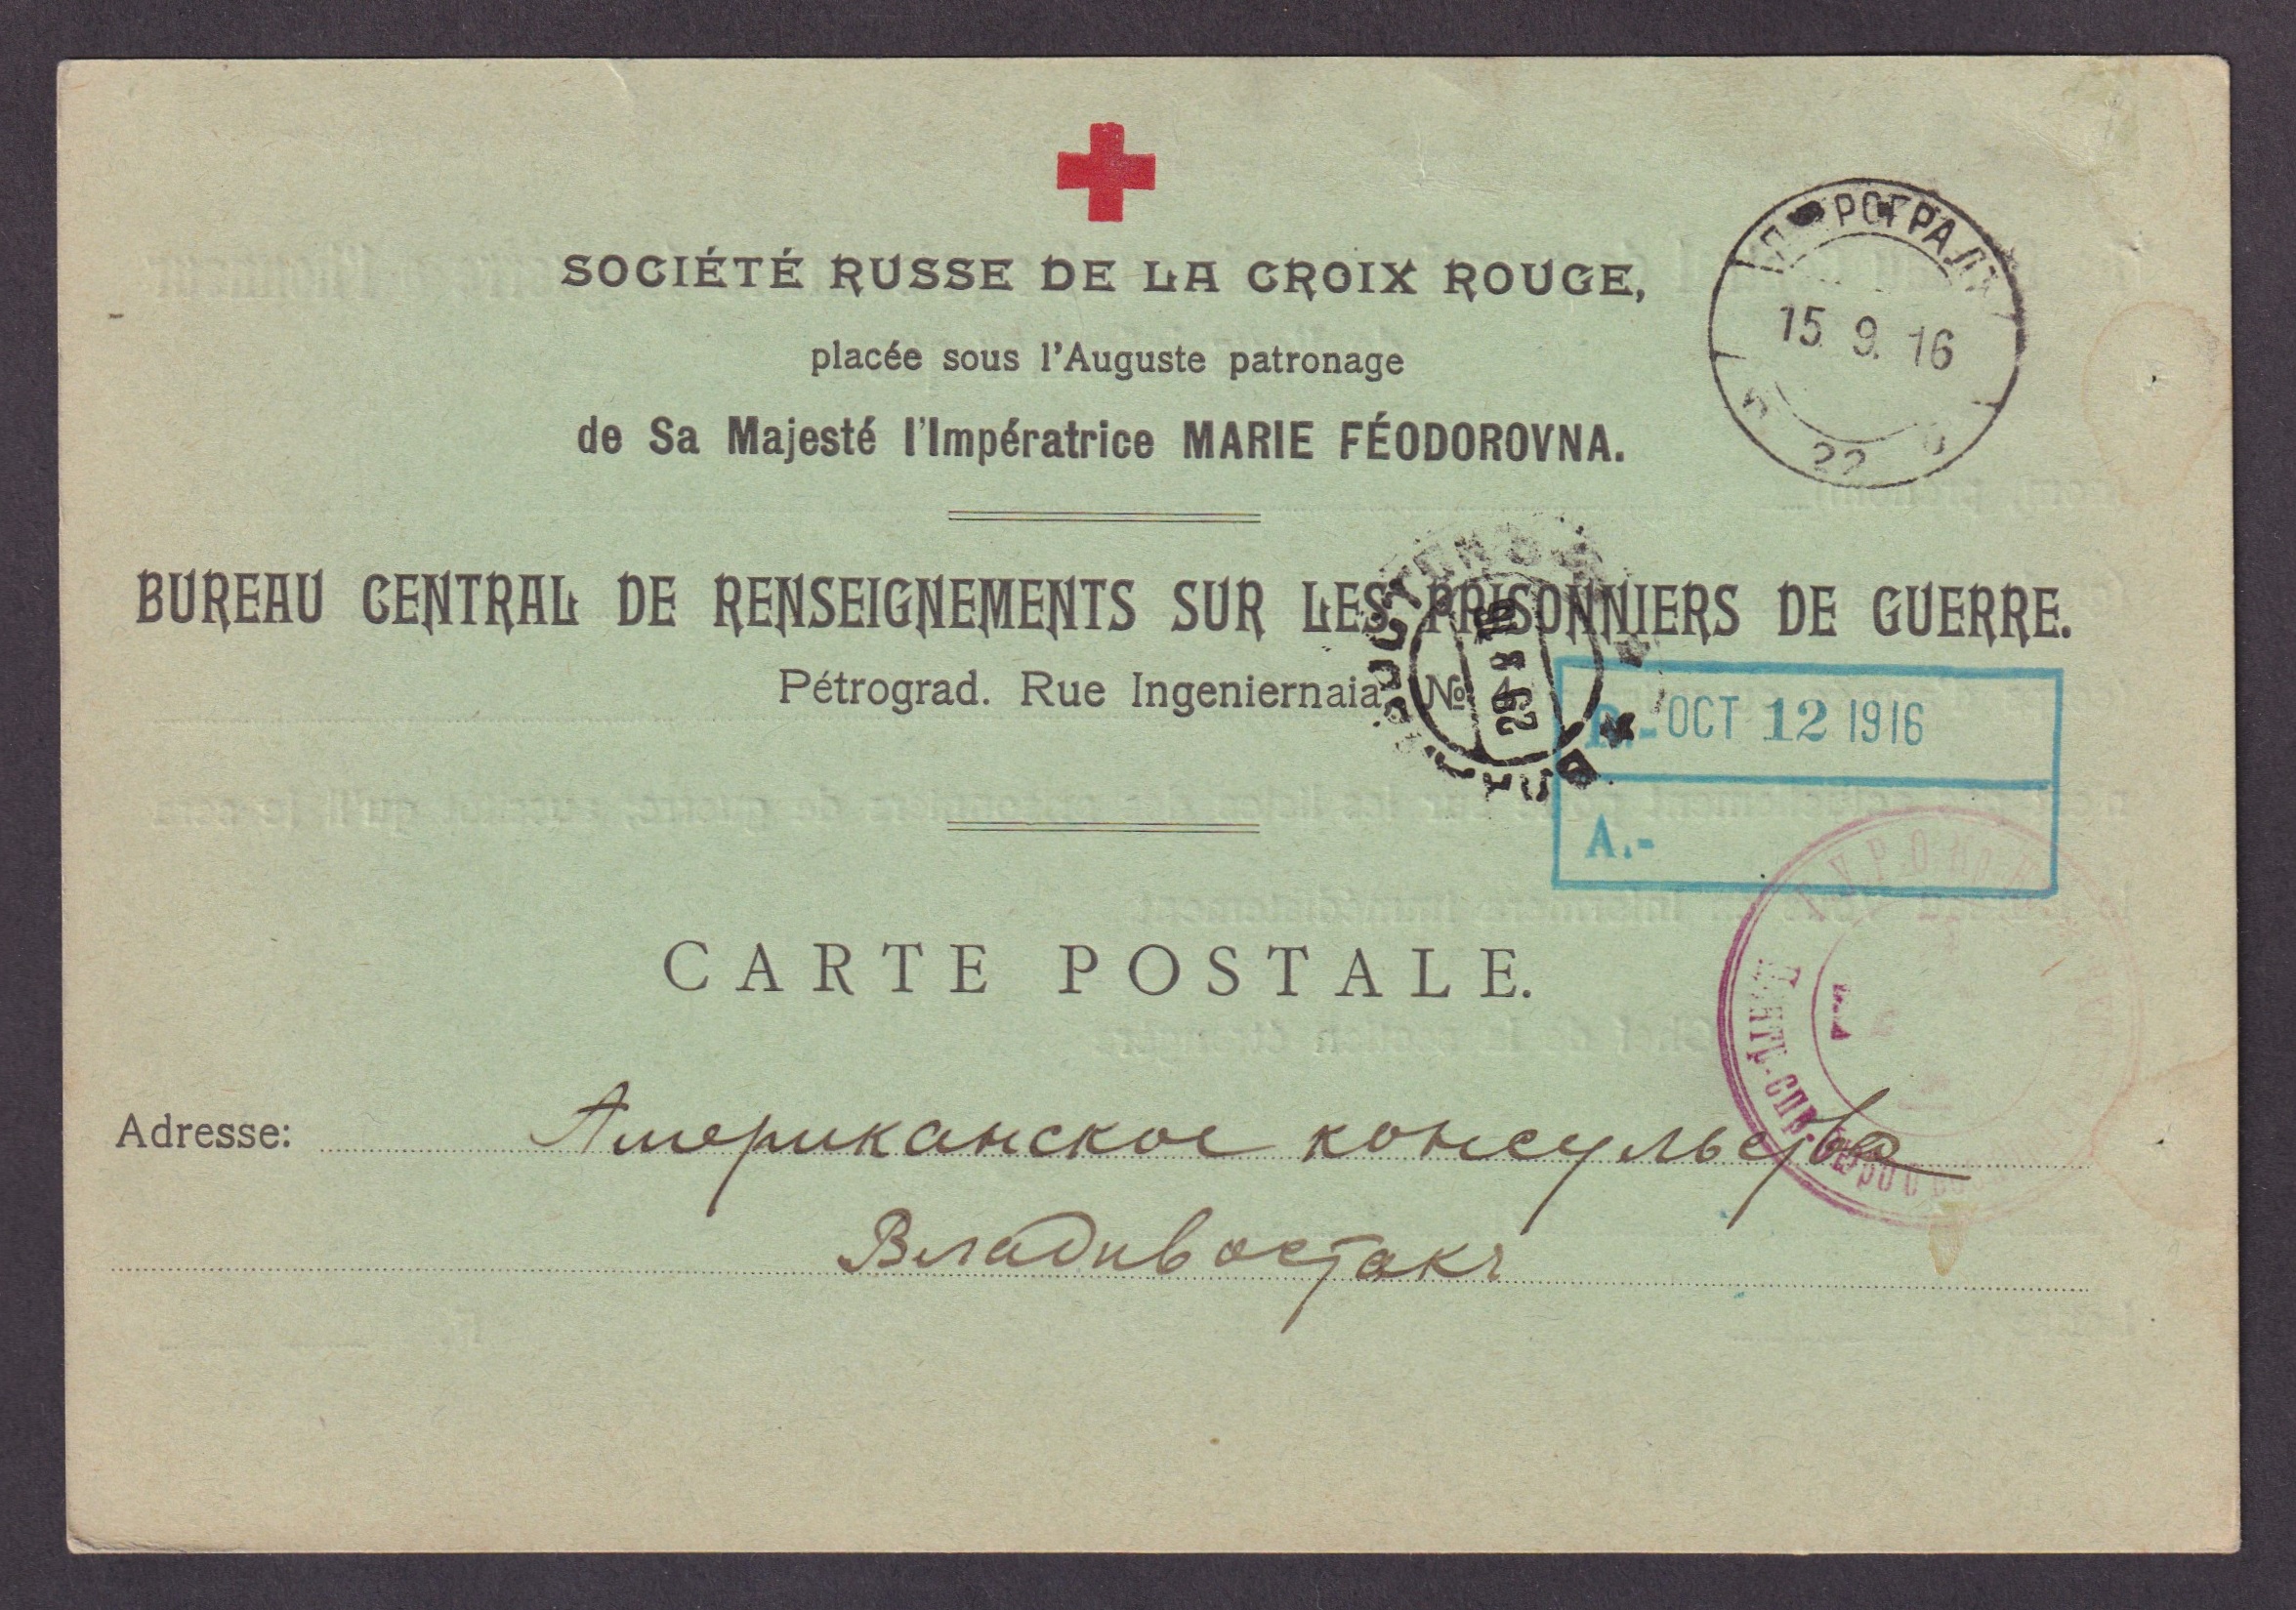 SOCIÉTÉ RUSSE DE LA CROIX ROUGE,
placée sous l'Auguste patronage
de Sa Majesté l'Impératrice MARIE FÉODOROVNA.
15 9. 16
22
BUREAU CENTRAL DE RENSEIGNEMENTS SUR LES PRISONNIERS DE GUERRE.
Pétrograd. Rue Ingeniernaia, № 4
R.- OCT 12 1916
A.-
CARTE POSTALE.
Adresse: Американское консульство
Владивостокъ